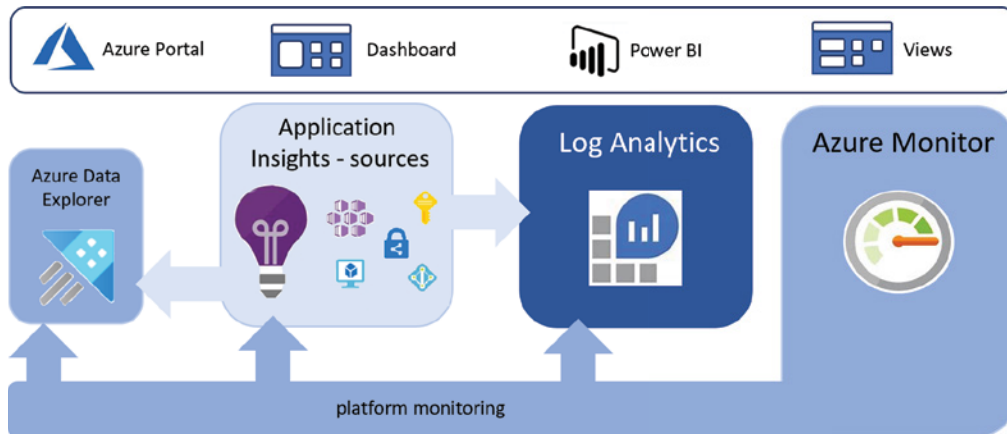 Azure Portal
Dashboard
Power BI
Views
Azure Data
Explorer
Application
Insights - sources
Log Analytics
Azure Monitor
platform monitoring